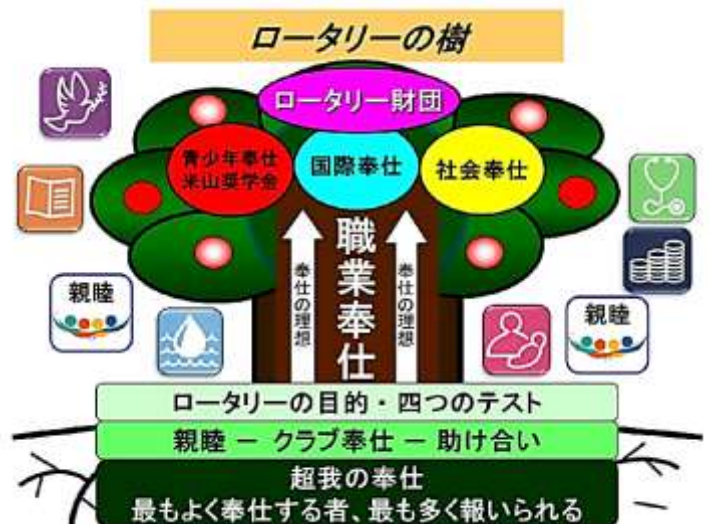 ロータリーの樹
ロータリー財団
青少年奉仕
米山奨学会
国際奉仕
社会奉仕
職業奉仕
奉仕の理想
奉仕の理想
親睦
親睦
ロータリーの目的・四つのテスト
親睦 － クラブ奉仕 － 助け合い
超我の奉仕
最もよく奉仕する者、最も多く報いられる